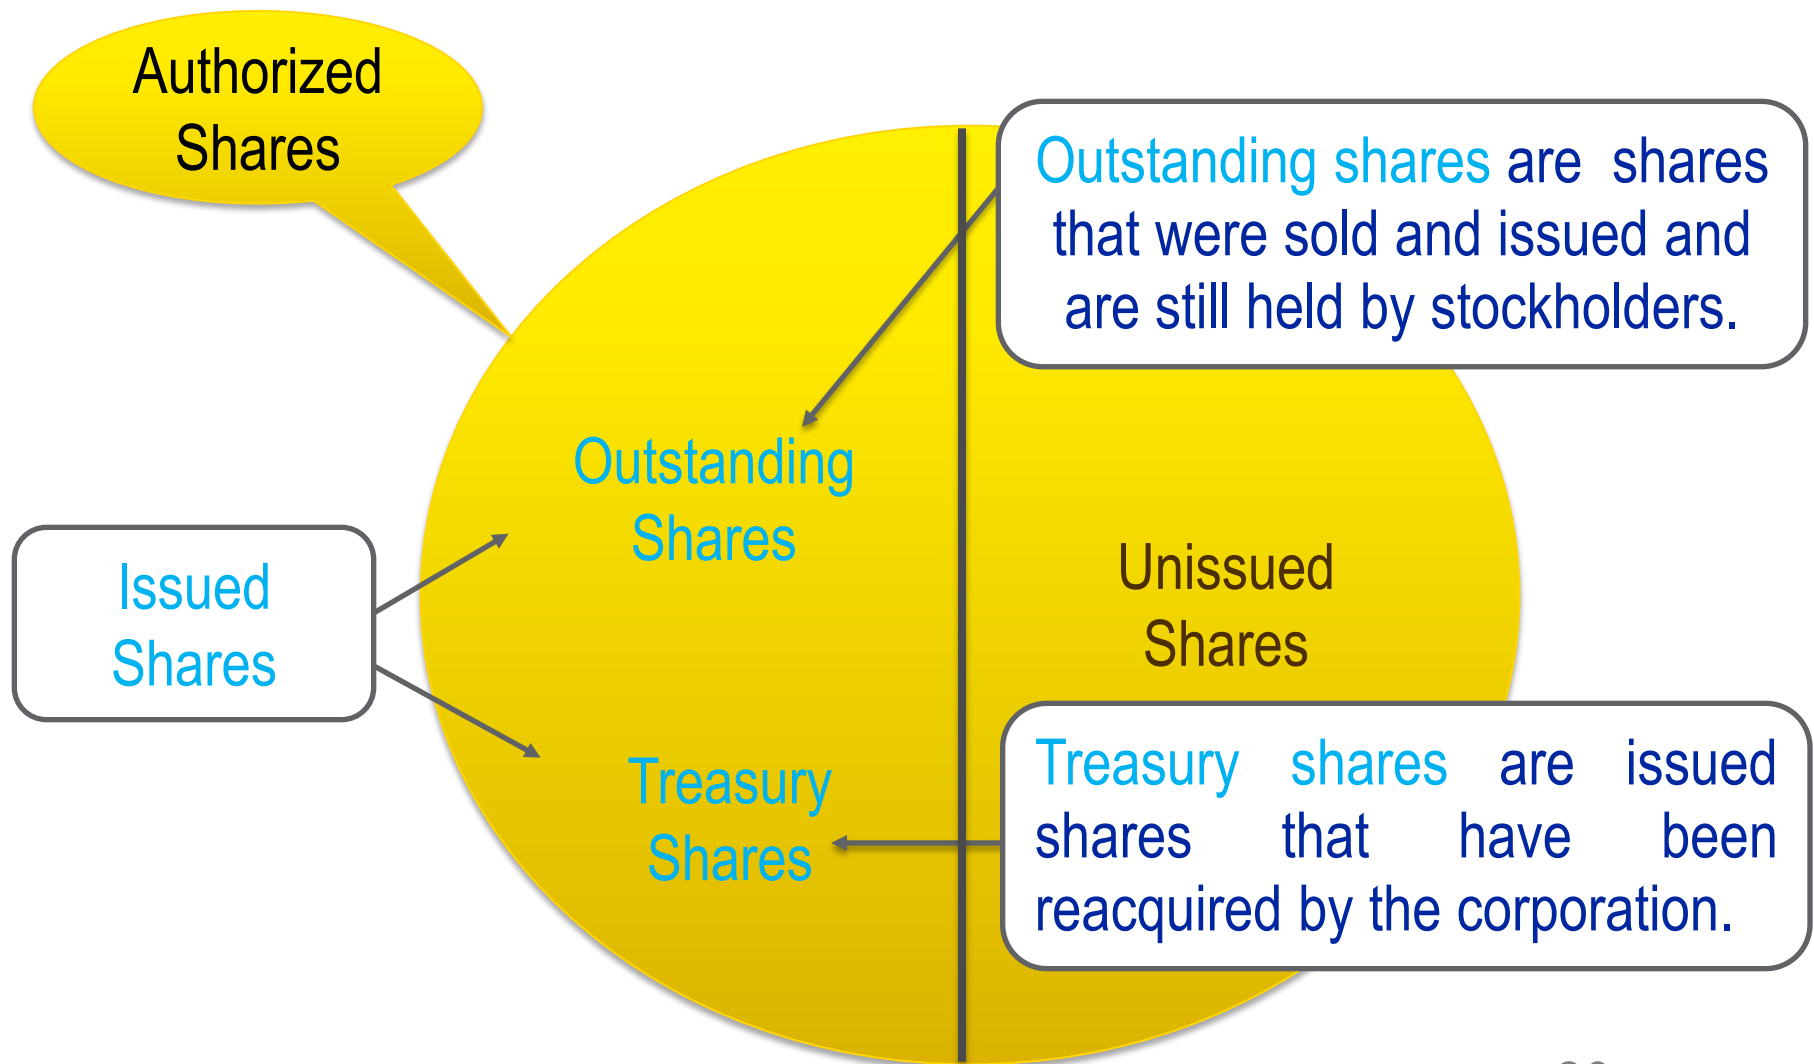 Authorized
Shares
Outstanding shares are shares
that were sold and issued and
are still held by stockholders.
Outstanding
Shares
Issued
Shares
Unissued
Shares
Treasury
Shares
Treasury shares are issued
shares that have been
reacquired by the corporation.